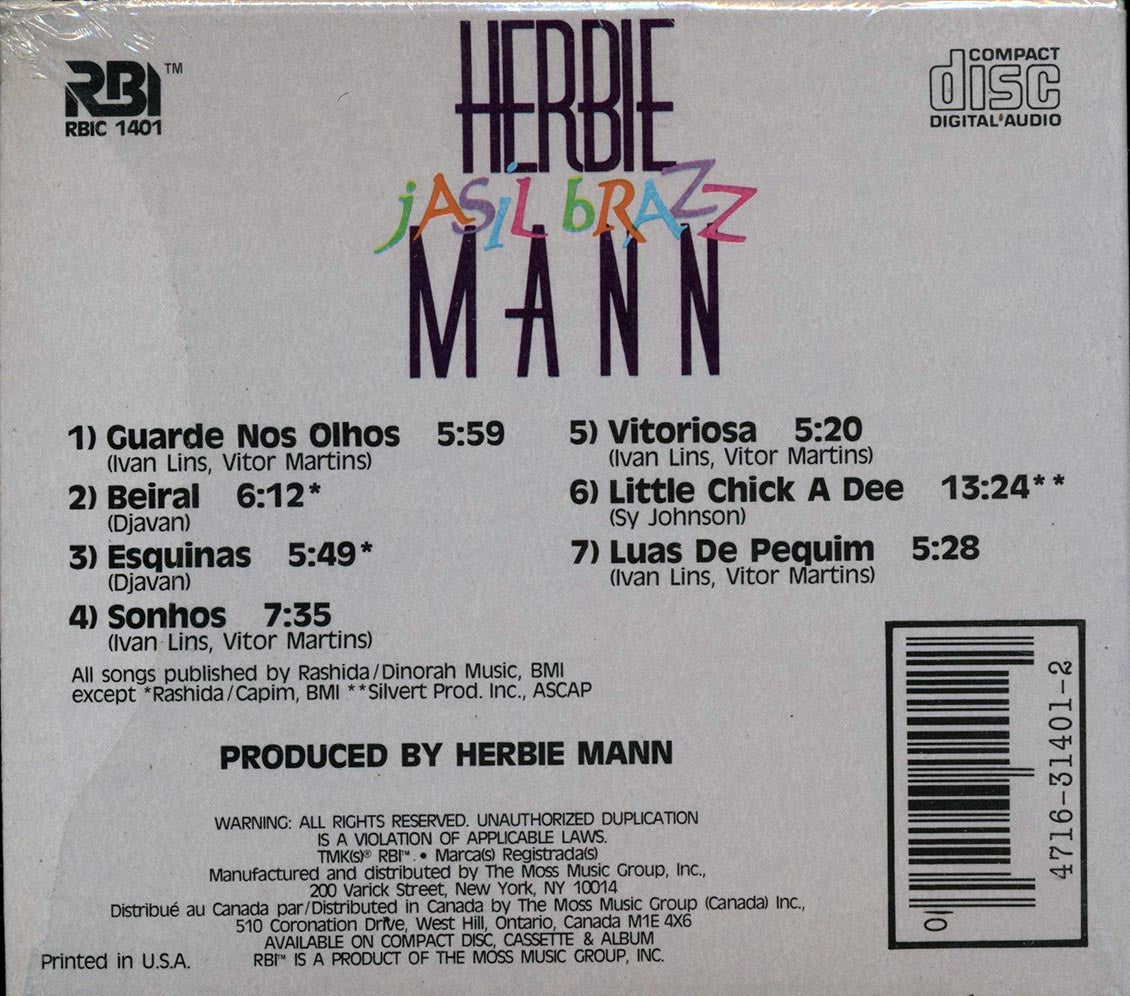 RBI™
RBIC 1401
HERBIE
jASiL bRAZZ
MANN
COMPACT
disc
DIGITAL AUDIO
1) Guarde Nos Olhos 5:59
(Ivan Lins, Vitor Martins)
2) Beiral 6:12*
(Djavan)
3) Esquinas 5:49*
(Djavan)
4) Sonhos 7:35
(Ivan Lins, Vitor Martins)
5) Vitoriosa 5:20
(Ivan Lins, Vitor Martins)
6) Little Chick A Dee 13:24**
(Sy Johnson)
7) Luas De Pequim 5:28
(Ivan Lins, Vitor Martins)
All songs published by Rashida/Dinorah Music, BMI
except *Rashida/Capim, BMI **Silvert Prod. Inc., ASCAP
PRODUCED BY HERBIE MANN
WARNING: ALL RIGHTS RESERVED. UNAUTHORIZED DUPLICATION
IS A VIOLATION OF APPLICABLE LAWS.
TMK(S)® RBI™. • Marca(s) Registrada(s)
Manufactured and distributed by The Moss Music Group, Inc.,
200 Varick Street, New York, NY 10014
Distribué au Canada par/Distributed in Canada by The Moss Music Group (Canada) Inc.,
510 Coronation Drive, West Hill, Ontario, Canada M1E 4X6
AVAILABLE ON COMPACT DISC, CASSETTE & ALBUM
RBI™ IS A PRODUCT OF THE MOSS MUSIC GROUP, INC.
Printed in U.S.A.
0 4716-31401-2